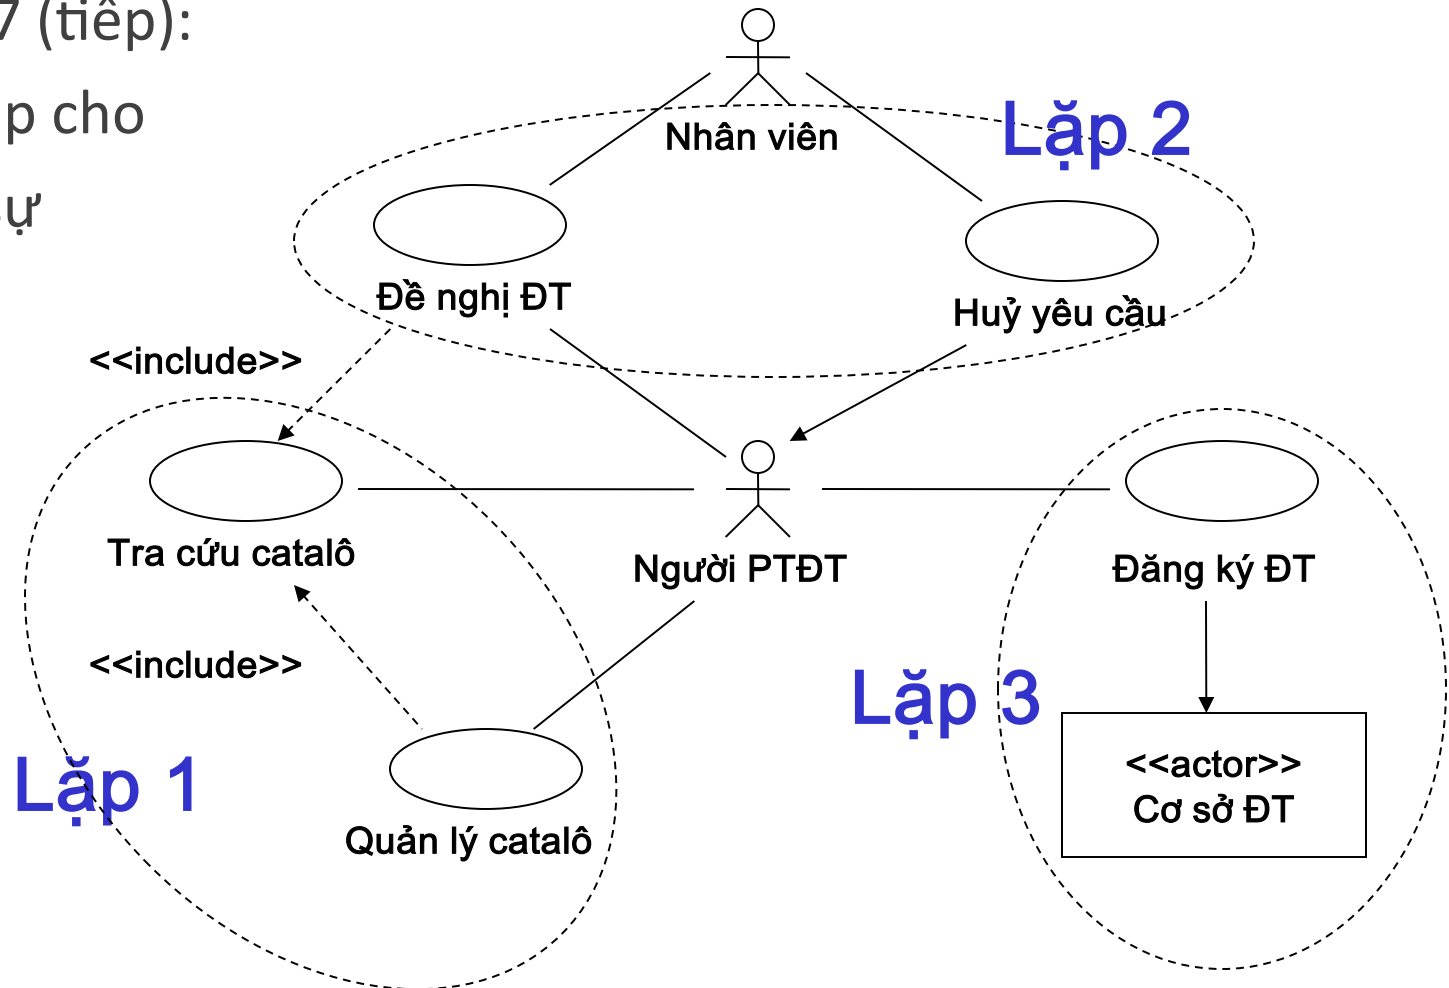 7 (tiếp):
p cho
sự
Nhân viên
Lặp 2
Đề nghị ĐT
Huỷ yêu cầu
<<include>>
Tra cứu catalô
Người PTĐT
Đăng ký ĐT
<<include>>
Lặp 3
Lặp 1
<<actor>>
Cơ sở ĐT
Quản lý catalô